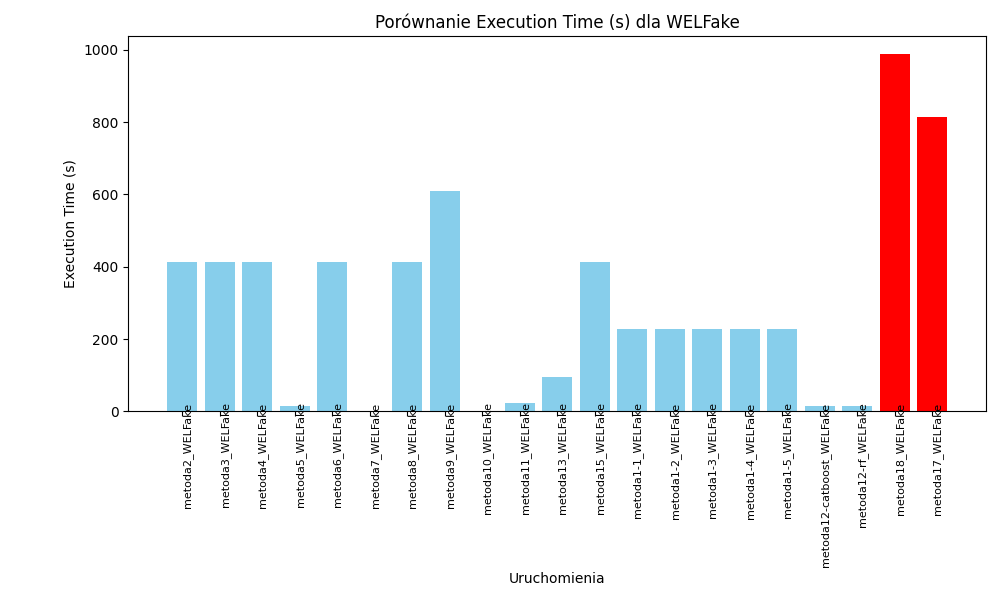 Porównanie Execution Time (s) dla WELFake
Execution Time (s)
1000
800
600
400
200
0
metoda2_WELFake
metoda3_WELFake
metoda4_WELFake
metoda5_WELFake
metoda6_WELFake
metoda7_WELFake
metoda8_WELFake
metoda9_WELFake
metoda10_WELFake
metoda11_WELFake
metoda13_WELFake
metoda15_WELFake
metoda1-1_WELFake
metoda1-2_WELFake
metoda1-3_WELFake
metoda1-4_WELFake
metoda1-5_WELFake
metoda12-catboost_WELFake
metoda12-rf_WELFake
metoda18_WELFake
metoda17_WELFake
Uruchomienia